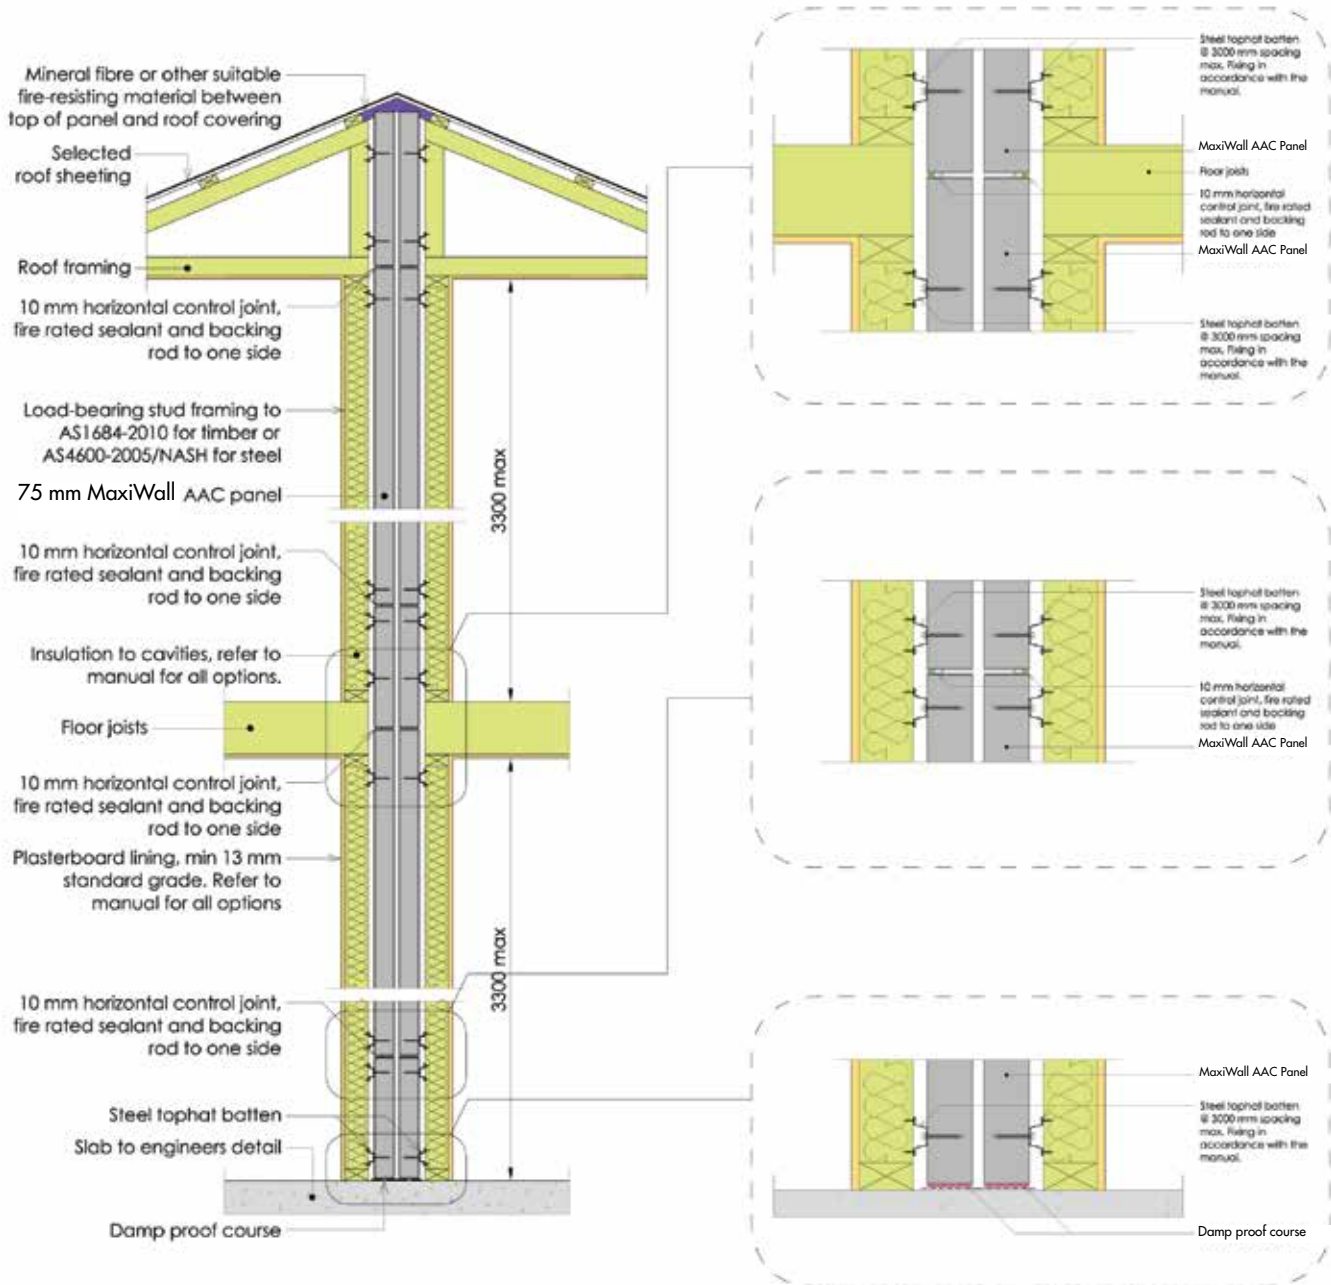 Mineral fibre or other suitable
fire-resisting material between
top of panel and roof covering
Selected
roof sheeting
Roof framing
10 mm horizontal control joint,
fire rated sealant and backing
rod to one side
Load-bearing stud framing to
AS1684-2010 for timber or
AS4600-2005/NASH for steel
75 mm MaxiWall AAC panel
10 mm horizontal control joint,
fire rated sealant and backing
rod to one side
Insulation to cavities, refer to
manual for all options.
Floor joists
10 mm horizontal control joint,
fire rated sealant and backing
rod to one side
Plasterboard lining, min 13 mm
standard grade. Refer to
manual for all options
10 mm horizontal control joint,
fire rated sealant and backing
rod to one side
Steel tophat batten
Slab to engineers detail
Damp proof course
3300 max
3300 max
Steel tophat batten
@ 3000 mm spacing
max. Fixing in
accordance with the
manual.
MaxiWall AAC Panel
Floor joists
10 mm horizontal
control joint, fire rated
sealant and backing
rod to one side
MaxiWall AAC Panel
Steel tophat batten
@ 3000 mm spacing
max. Fixing in
accordance with the
manual.
Steel tophat batten
@ 3000 mm spacing
max. Fixing in
accordance with the
manual.
10 mm horizontal
control joint, fire rated
sealant and backing
rod to one side
MaxiWall AAC Panel
MaxiWall AAC Panel
Steel tophat batten
@ 3000 mm spacing
max. Fixing in
accordance with the
manual.
Damp proof course